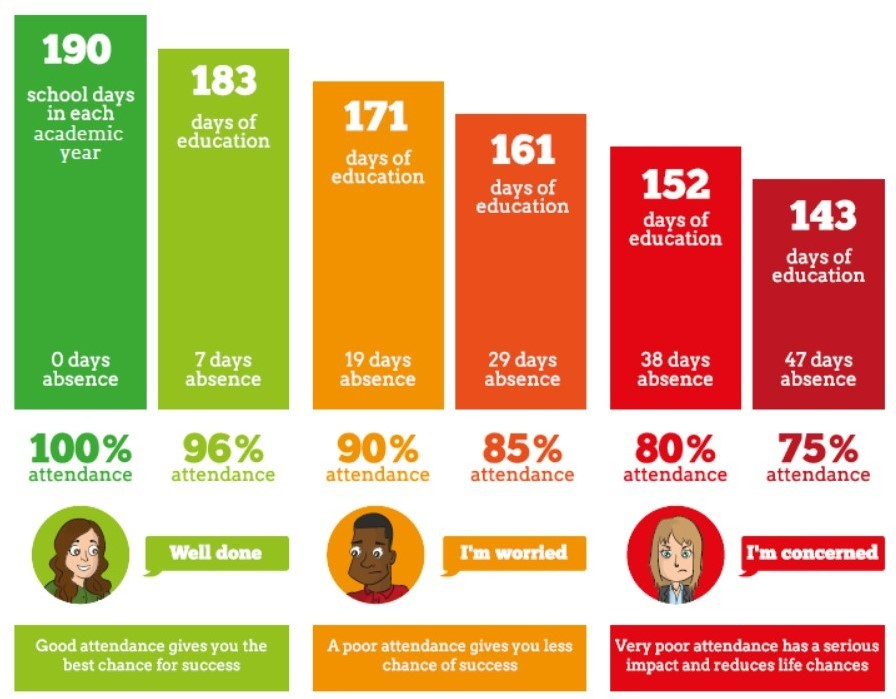 190
school days
in each
academic
year
0 days
absence
183
days of
education
7 days
absence
171
days of
education
19 days
absence
161
days of
education
29 days
absence
152
days of
education
38 days
absence
143
days of
education
47 days
absence
100%
attendance
96%
attendance
90%
attendance
85%
attendance
80%
attendance
75%
attendance
Well done
I'm worried
I'm concerned
Good attendance gives you the
best chance for success
A poor attendance gives you less
chance of success
Very poor attendance has a serious
impact and reduces life chances